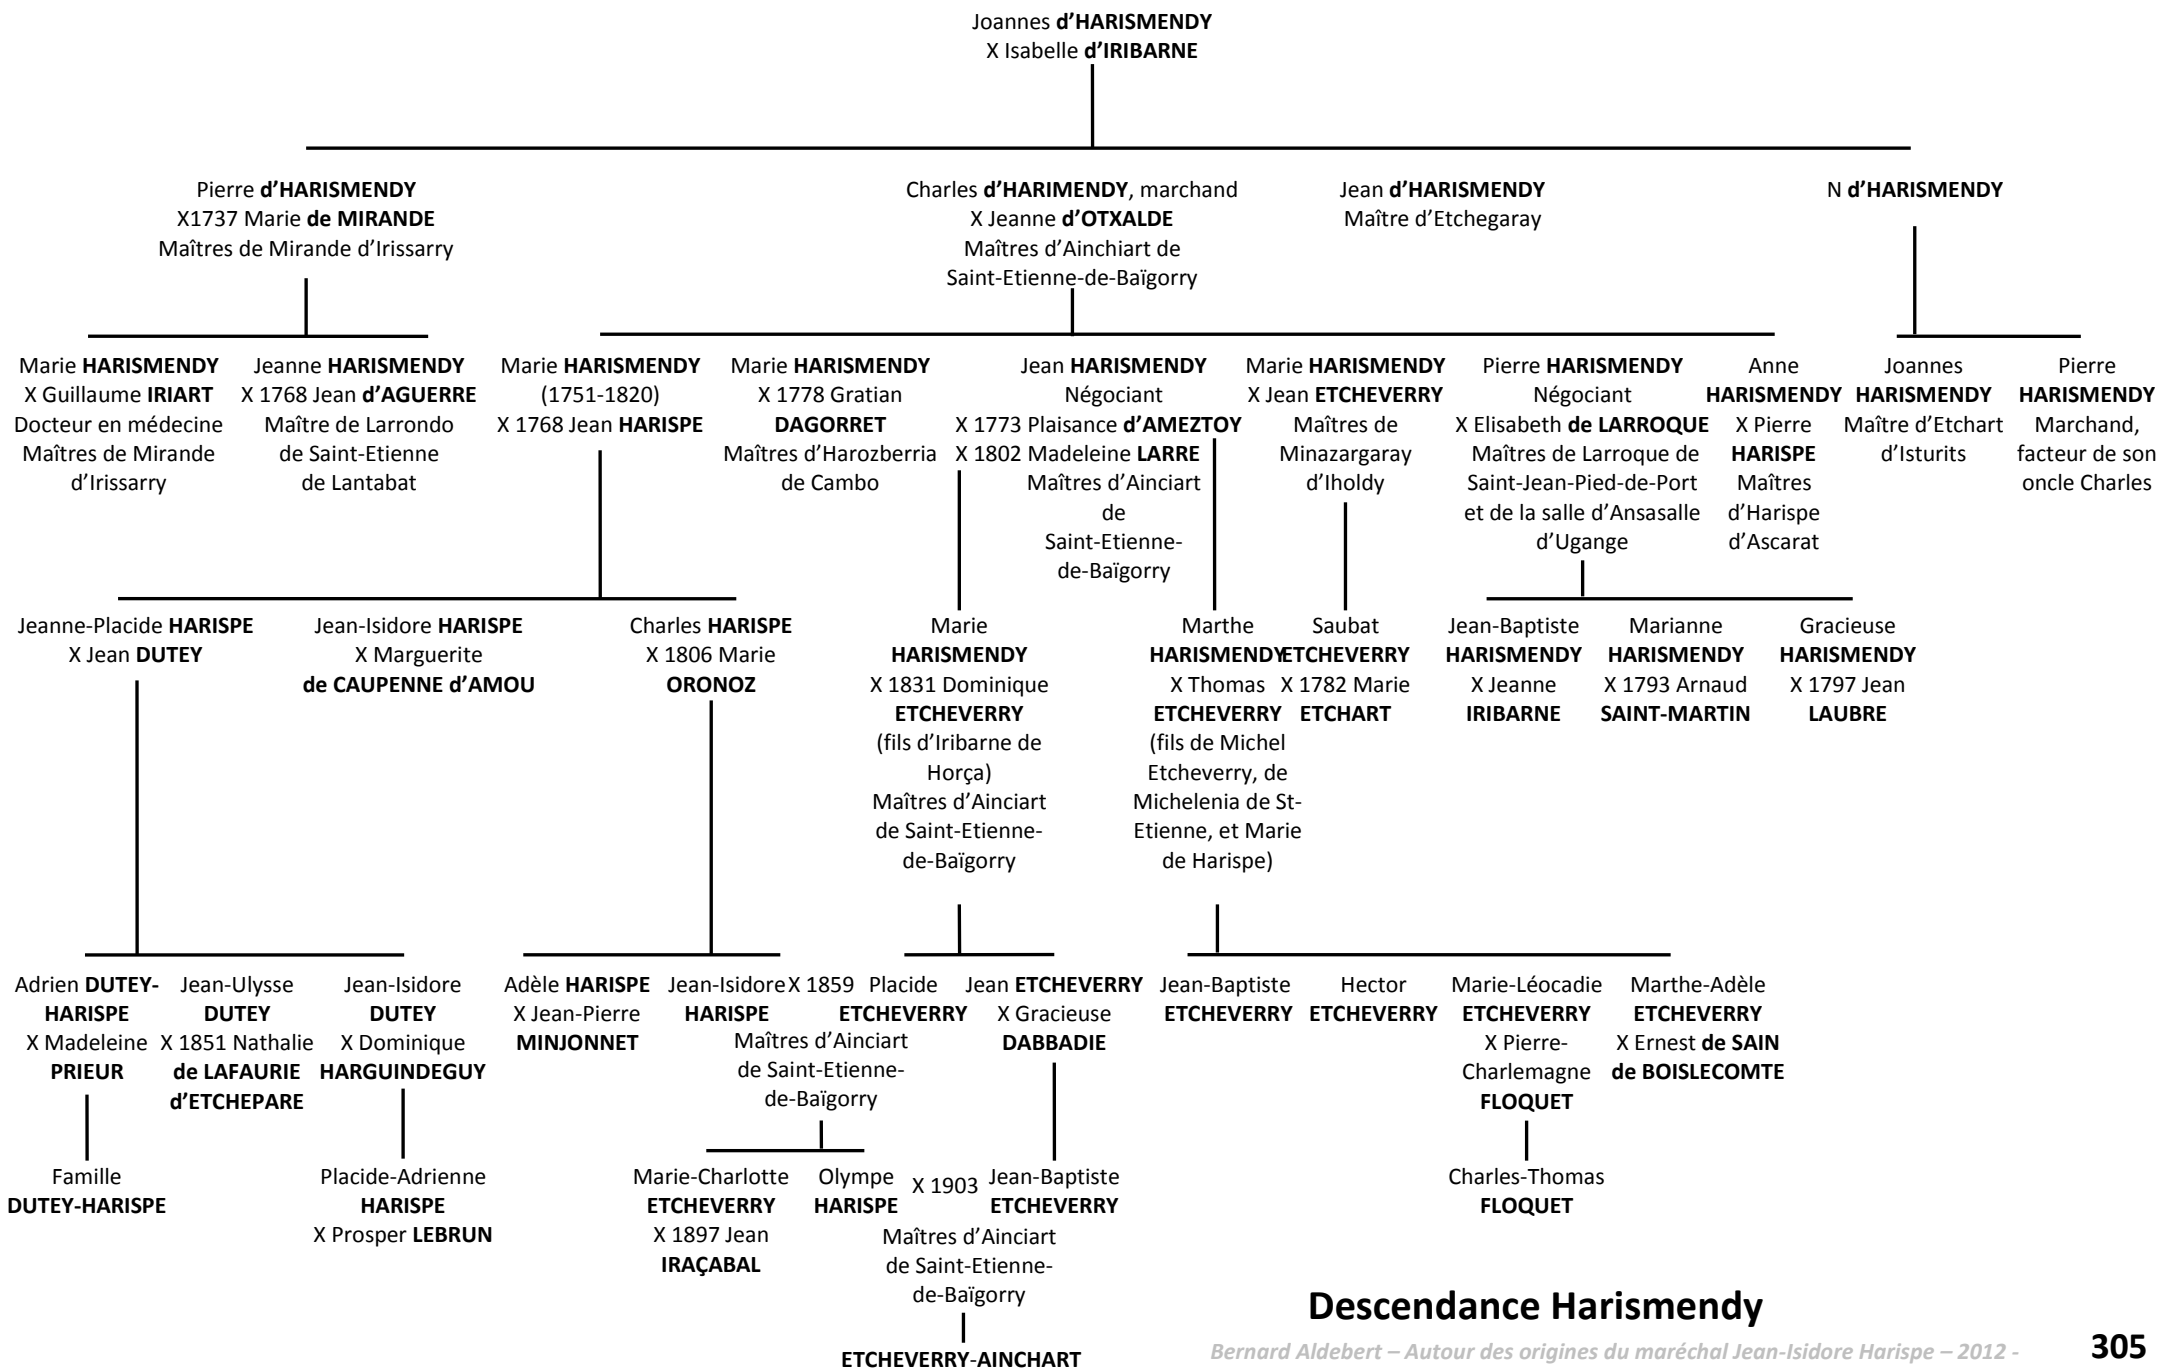 Joannes d’HARISMENDY
X Isabelle d’IRIBARNE
Pierre d’HARISMENDY
X1737 Marie de MIRANDE
Maîtres de Mirande d’Irissarry
Charles d’HARIMENDY, marchand
X Jeanne d’OTXALDE
Maîtres d’Ainchiart de
Saint-Etienne-de-Baïgorry
Jean d’HARISMENDY
Maître d’Etchegaray
N d’HARISMENDY
Marie HARISMENDY
X Guillaume IRIART
Docteur en médecine
Maîtres de Mirande
d’Irissarry
Jeanne HARISMENDY
X 1768 Jean d’AGUERRE
Maître de Larrondo
de Saint-Etienne
de Lantabat
Marie HARISMENDY
(1751-1820)
X 1768 Jean HARISPE
Marie HARISMENDY
X 1778 Gratian
DAGORRET
Maîtres d’Harozberria
de Cambo
Jean HARISMENDY
Négociant
X 1773 Plaisance d’AMEZTOY
X 1802 Madeleine LARRE
Maîtres d’Ainciart
de
Saint-Etienne-
de-Baïgorry
Marie HARISMENDY
X Jean ETCHEVERRY
Maîtres de
Minazargaray
d’Iholdy
Pierre HARISMENDY
Négociant
X Elisabeth de LARROQUE
Maîtres de Larroque de
Saint-Jean-Pied-de-Port
et de la salle d’Ansasalle
d’Ugange
Anne
HARISMENDY
X Pierre
HARISPE
Maîtres
d’Harispe
d’Ascarat
Joannes
HARISMENDY
Maître d’Etchart
d’Isturits
Pierre
HARISMENDY
Marchand,
facteur de son
oncle Charles
Jeanne-Placide HARISPE
X Jean DUTEY
Jean-Isidore HARISPE
X Marguerite
de CAUPENNE d’AMOU
Charles HARISPE
X 1806 Marie
ORONOZ
Marie
HARISMENDY
X 1831 Dominique
ETCHEVERRY
(fils d’Iribarne de
Horça)
Maîtres d’Ainciart
de Saint-Etienne-
de-Baïgorry
Marthe
HARISMENDY
X Thomas
ETCHEVERRY
(fils de Michel
Etcheverry, de
Michelenia de St-
Etienne, et Marie
de Harispe)
Saubat
ETCHEVERRY
X 1782 Marie
ETCHART
Jean-Baptiste
HARISMENDY
X Jeanne
IRIBARNE
Marianne
HARISMENDY
X 1793 Arnaud
SAINT-MARTIN
Gracieuse
HARISMENDY
X 1797 Jean
LAUBRE
Adrien DUTEY-
HARISPE
X Madeleine
PRIEUR
Jean-Ulysse
DUTEY
X 1851 Nathalie
de LAFAURIE
d’ETCHEPARE
Jean-Isidore
DUTEY
X Dominique
HARGUINDEGUY
Adèle HARISPE
X Jean-Pierre
MINJONNET
Jean-Isidore
HARISPE
X 1859
Placide
ETCHEVERRY
Maîtres d’Ainciart
de Saint-Etienne-
de-Baïgorry
Jean ETCHEVERRY
X Gracieuse
DABBADIE
Jean-Baptiste
ETCHEVERRY
Hector
ETCHEVERRY
Marie-Léocadie
ETCHEVERRY
X Pierre-
Charlemagne
FLOQUET
Marthe-Adèle
ETCHEVERRY
X Ernest de SAIN
de BOISLECOMTE
Famille
DUTEY-HARISPE
Placide-Adrienne
HARISPE
X Prosper LEBRUN
Marie-Charlotte
ETCHEVERRY
X 1897 Jean
IRAÇABAL
Olympe
HARISPE
X 1903
Jean-Baptiste
ETCHEVERRY
Maîtres d’Ainciart
de Saint-Etienne-
de-Baïgorry
Charles-Thomas
FLOQUET
ETCHEVERRY-AINCHART
Descendance Harismendy
Bernard Aldebert – Autour des origines du maréchal Jean-Isidore Harispe – 2012 -
305